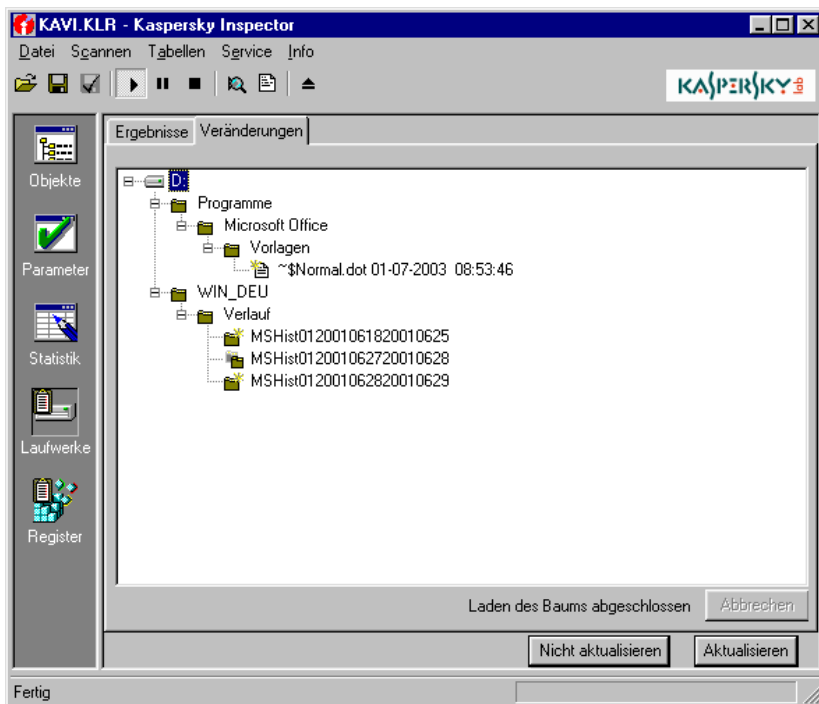 KAVI.KLR - Kaspersky Inspector
Datei Scannen Tabellen Service Info
KASPERSKY lab
Ergebnisse Veränderungen
Objekte
Parameter
Statistik
Laufwerke
Register
D:
Programme
Microsoft Office
Vorlagen
~$Normal.dot 01-07-2003 08:53:46
WIN_DEU
Verlauf
MSHist012001061820010625
MSHist012001062720010628
MSHist012001062820010629
Laden des Baums abgeschlossen Abbrechen
Nicht aktualisieren Aktualisieren
Fertig